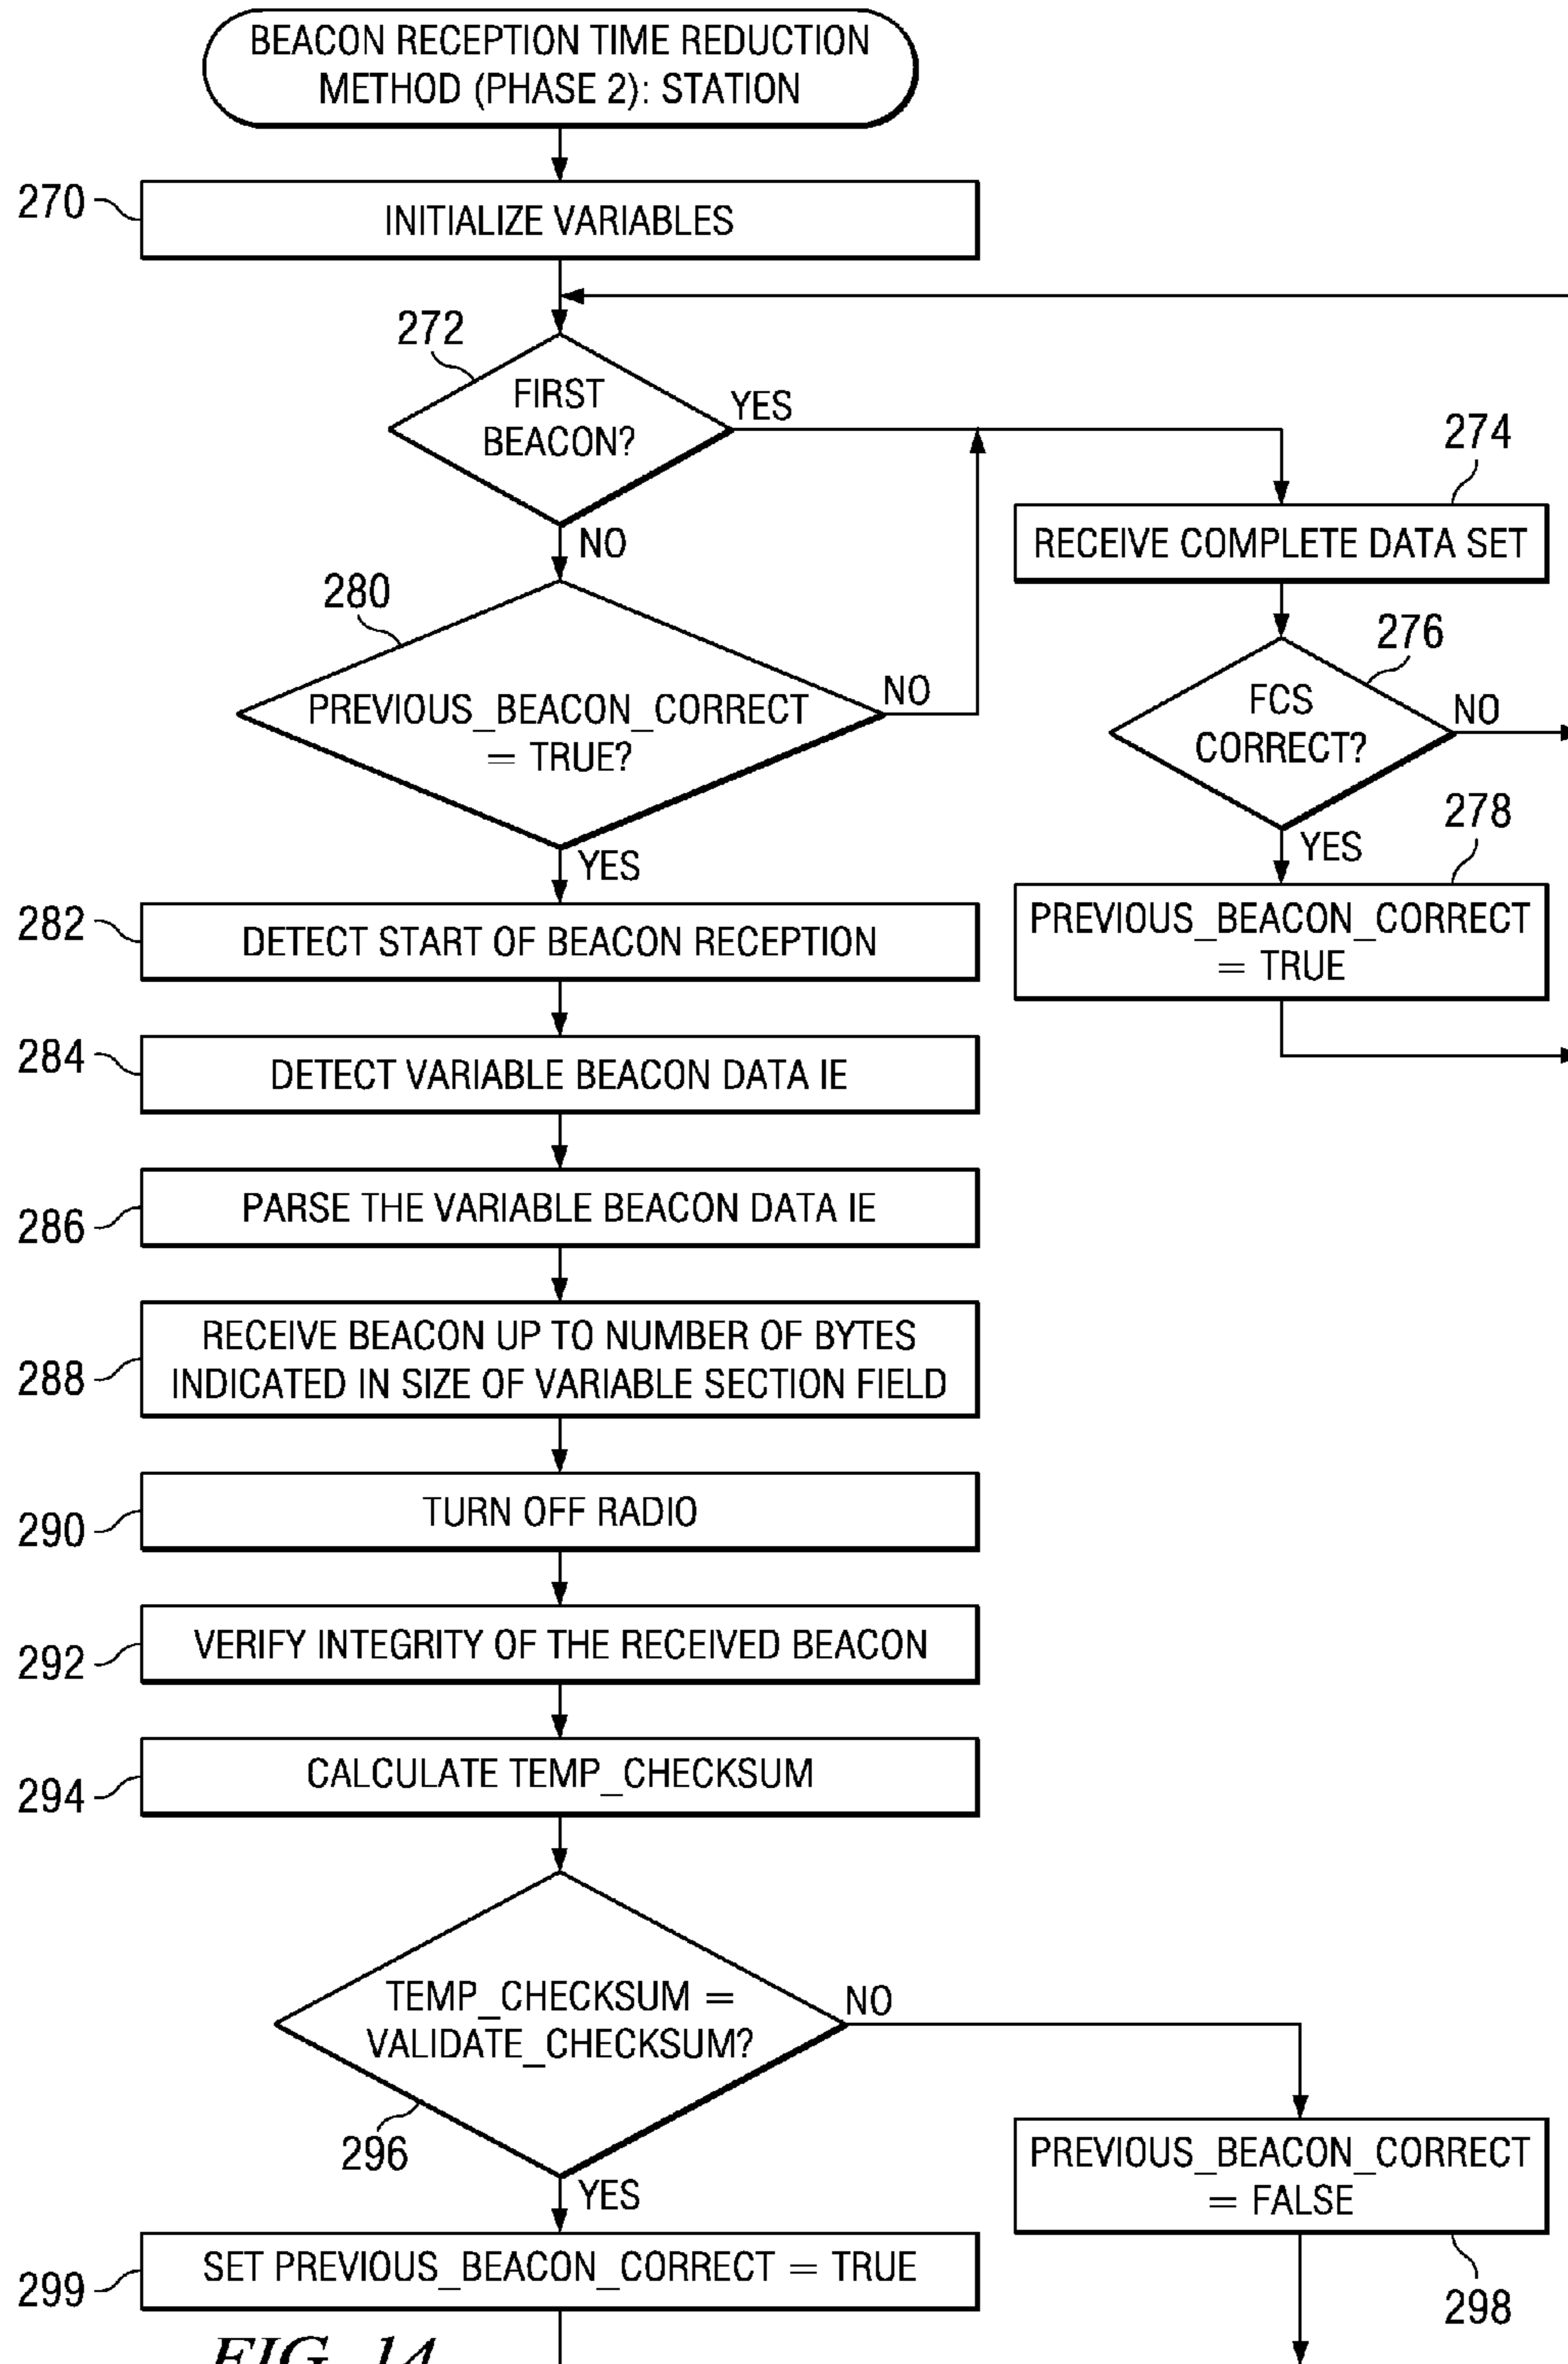 BEACON RECEPTION TIME REDUCTION
METHOD (PHASE 2): STATION
270
INITIALIZE VARIABLES
272
FIRST
BEACON?
YES
NO
274
RECEIVE COMPLETE DATA SET
280
PREVIOUS_BEACON_CORRECT
= TRUE?
NO
YES
276
FCS
CORRECT?
NO
YES
278
PREVIOUS_BEACON_CORRECT
= TRUE
282
DETECT START OF BEACON RECEPTION
284
DETECT VARIABLE BEACON DATA IE
286
PARSE THE VARIABLE BEACON DATA IE
288
RECEIVE BEACON UP TO NUMBER OF BYTES
INDICATED IN SIZE OF VARIABLE SECTION FIELD
290
TURN OFF RADIO
292
VERIFY INTEGRITY OF THE RECEIVED BEACON
294
CALCULATE TEMP_CHECKSUM
TEMP_CHECKSUM =
VALIDATE_CHECKSUM?
296
NO
YES
PREVIOUS_BEACON_CORRECT
= FALSE
298
299
SET PREVIOUS_BEACON_CORRECT = TRUE
FIG. 14